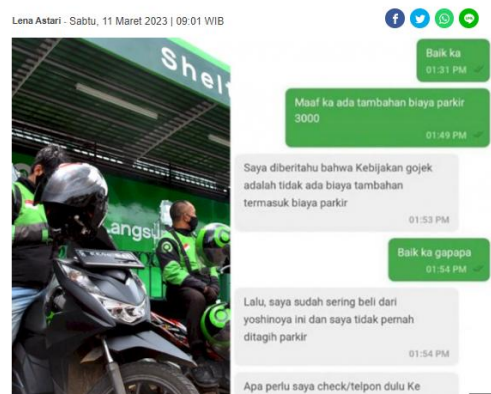 Lena Astari - Sabtu, 11 Maret 2023 | 09:01 WIB
Shel
angsu
Baik ka
01:31 PM
Maaf ka ada tambahan biaya parkir
3000
01:49 PM
Saya diberitahu bahwa Kebijakan gojek
adalah tidak ada biaya tambahan
termasuk biaya parkir
01:53 PM
Baik ka gapapa
01:54 PM
Lalu, saya sudah sering beli dari
yoshinoya ini dan saya tidak pernah
ditagih parkir
01:54 PM
Apa perlu saya check/telpon dulu Ke